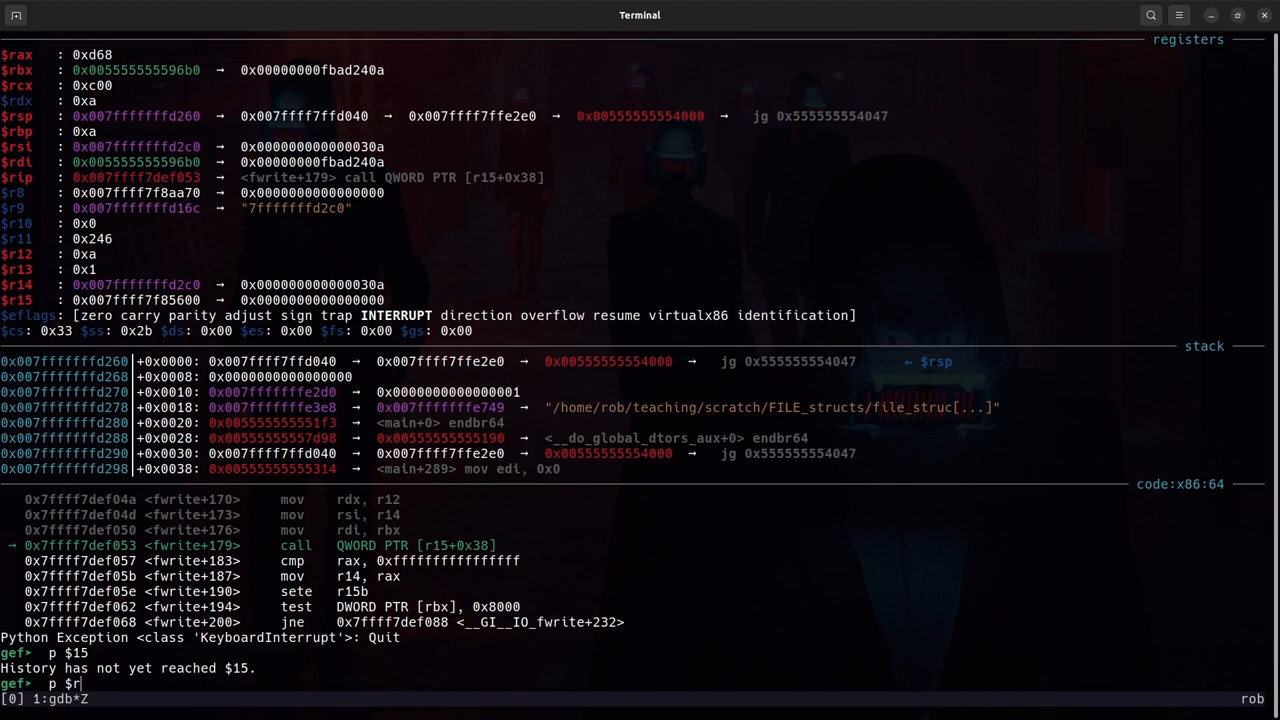 Terminal
registers
$rax   : 0xd68
$rbx   : 0x005555555596b0  →  0x00000000fbad240a
$rcx   : 0xc00
$rdx   : 0xa
$rsp   : 0x007fffffffd260  →  0x007ffff7ffd040  →  0x007ffff7ffe2e0  →  0x00555555554000  →   jg 0x555555554047
$rbp   : 0xa
$rsi   : 0x007fffffffd2c0  →  0x000000000000030a
$rdi   : 0x005555555596b0  →  0x00000000fbad240a
$rip   : 0x007ffff7def053  →  <fwrite+179> call QWORD PTR [r15+0x38]
$r8    : 0x007ffff7f8aa70  →  0x0000000000000000
$r9    : 0x007fffffffd16c  →  "7fffffffd2c0"
$r10   : 0x0
$r11   : 0x246
$r12   : 0xa
$r13   : 0x1
$r14   : 0x007fffffffd2c0  →  0x000000000000030a
$r15   : 0x007ffff7f85600  →  0x0000000000000000
$eflags: [zero carry parity adjust sign trap INTERRUPT direction overflow resume virtualx86 identification]
$cs: 0x33 $ss: 0x2b $ds: 0x00 $es: 0x00 $fs: 0x00 $gs: 0x00
stack
0x007fffffffd260│+0x0000: 0x007ffff7ffd040  →  0x007ffff7ffe2e0  →  0x00555555554000  →   jg 0x555555554047      ← $rsp
0x007fffffffd268│+0x0008: 0x0000000000000000
0x007fffffffd270│+0x0010: 0x007fffffffe2d0  →  0x0000000000000001
0x007fffffffd278│+0x0018: 0x007fffffffe3e8  →  0x007fffffffe749  →  "/home/rob/teaching/scratch/FILE_structs/file_struc[...]"
0x007fffffffd280│+0x0020: 0x005555555551f3  →  <main+0> endbr64
0x007fffffffd288│+0x0028: 0x00555555557d98  →  0x00555555555190  →  <__do_global_dtors_aux+0> endbr64
0x007fffffffd290│+0x0030: 0x007ffff7ffd040  →  0x007ffff7ffe2e0  →  0x00555555554000  →   jg 0x555555554047
0x007fffffffd298│+0x0038: 0x00555555555314  →  <main+289> mov edi, 0x0
code:x86:64
0x7ffff7def04a <fwrite+170>     mov    rdx, r12
0x7ffff7def04d <fwrite+173>     mov    rsi, r14
0x7ffff7def050 <fwrite+176>     mov    rdi, rbx
→ 0x7ffff7def053 <fwrite+179>     call   QWORD PTR [r15+0x38]
0x7ffff7def057 <fwrite+183>     cmp    rax, 0xffffffffffffffff
0x7ffff7def05b <fwrite+187>     mov    r14, rax
0x7ffff7def05e <fwrite+190>     sete   r15b
0x7ffff7def062 <fwrite+194>     test   DWORD PTR [rbx], 0x8000
0x7ffff7def068 <fwrite+200>     jne    0x7ffff7def088 <__GI__IO_fwrite+232>
Python Exception <class 'KeyboardInterrupt'>: Quit
gef➤  p $15
History has not yet reached $15.
gef➤  p $r
[0] 1:gdb*Z rob